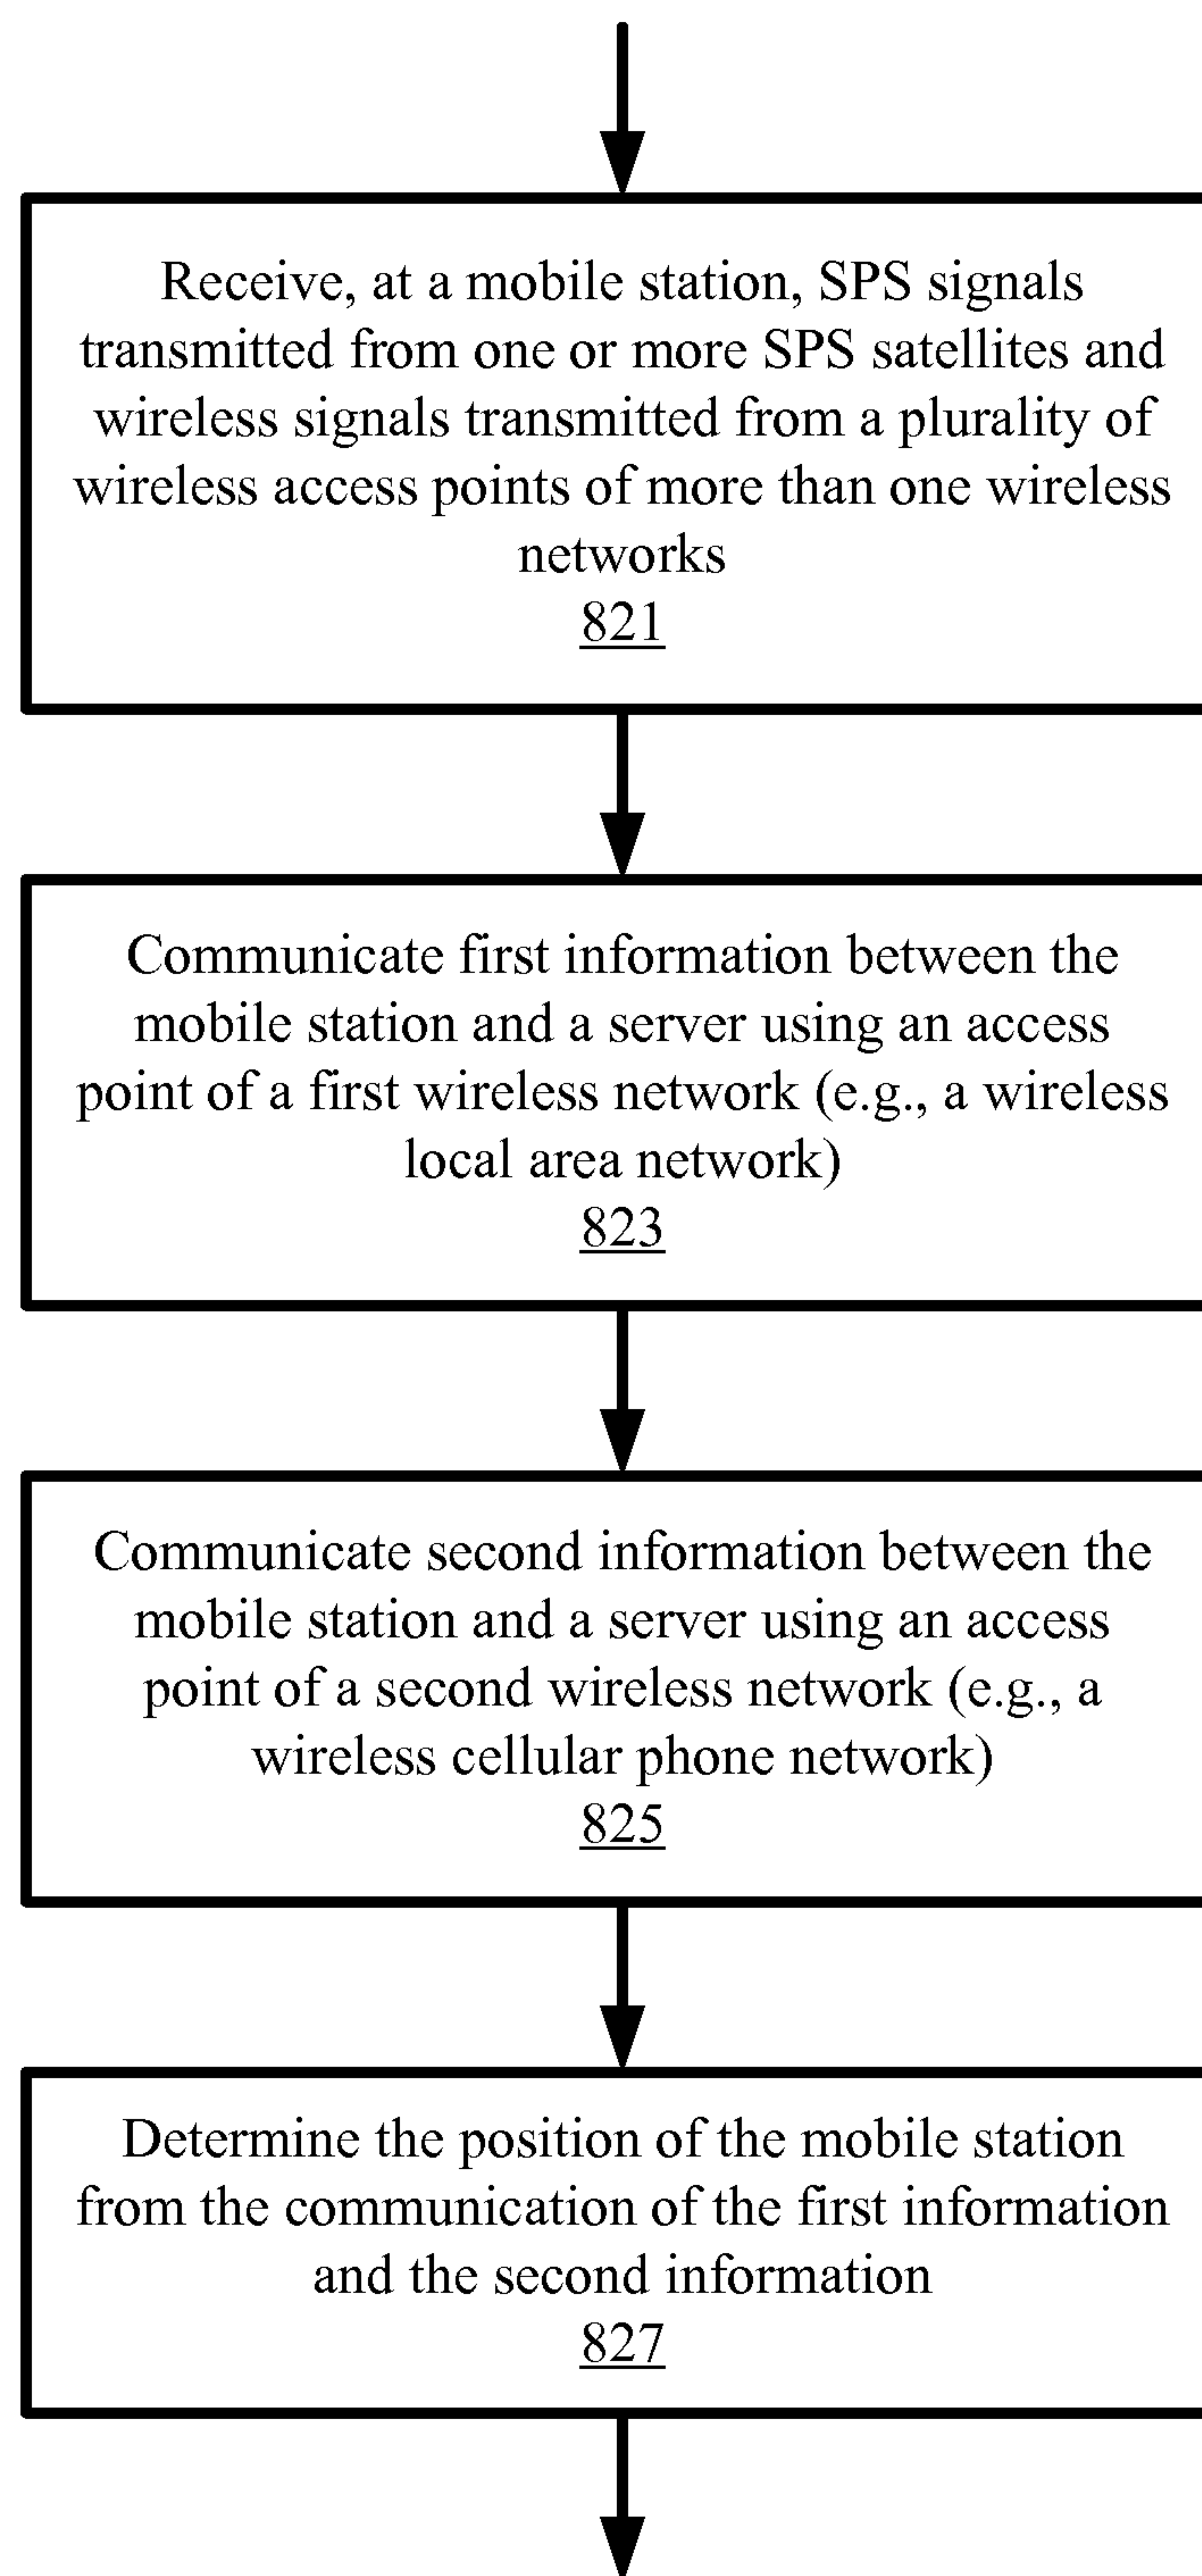 Receive, at a mobile station, SPS signals
transmitted from one or more SPS satellites and
wireless signals transmitted from a plurality of
wireless access points of more than one wireless
networks
821
Communicate first information between the
mobile station and a server using an access
point of a first wireless network (e.g., a wireless
local area network)
823
Communicate second information between the
mobile station and a server using an access
point of a second wireless network (e.g., a
wireless cellular phone network)
825
Determine the position of the mobile station
from the communication of the first information
and the second information
827